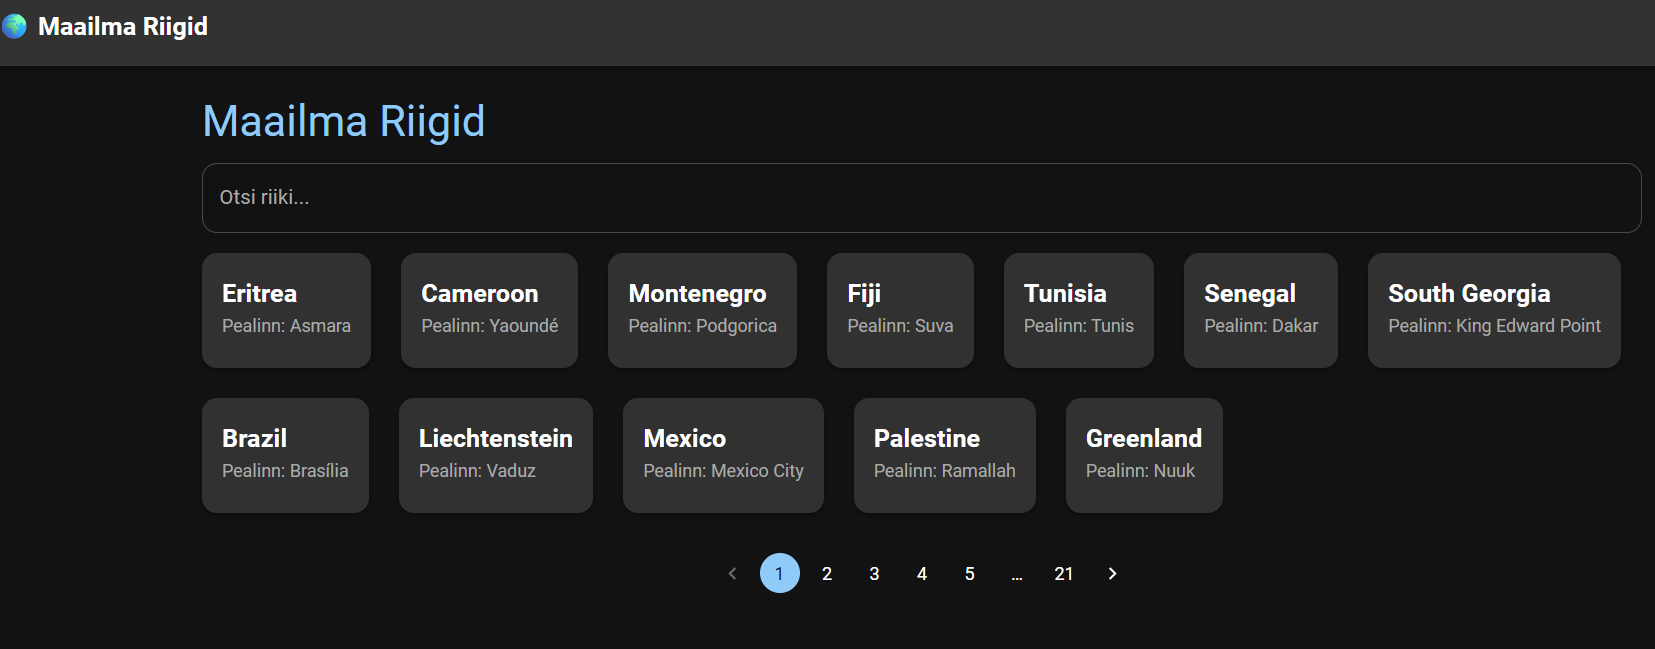 Maailma Riigid
Maailma Riigid
Otsi riiki...
Eritrea
Pealinn: Asmara
Cameroon
Pealinn: Yaoundé
Montenegro
Pealinn: Podgorica
Fiji
Pealinn: Suva
Tunisia
Pealinn: Tunis
Senegal
Pealinn: Dakar
South Georgia
Pealinn: King Edward Point
Brazil
Pealinn: Brasília
Liechtenstein
Pealinn: Vaduz
Mexico
Pealinn: Mexico City
Palestine
Pealinn: Ramallah
Greenland
Pealinn: Nuuk
1 2 3 4 5 ... 21